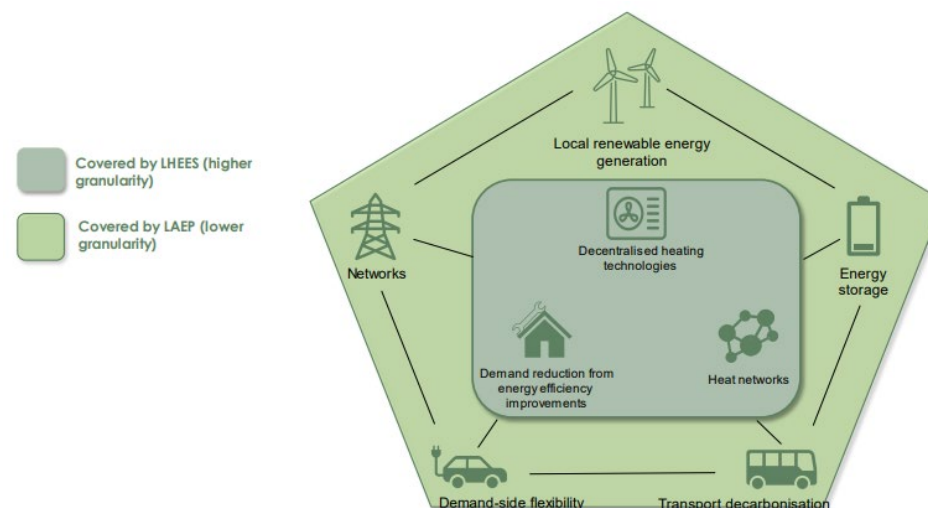 Covered by LHEES (higher
granularity)
Covered by LAEP (lower
granularity)
Local renewable energy
generation
Decentralised heating
technologies
Networks
Energy
storage
Demand reduction from
energy efficiency
improvements
Heat networks
Demand-side flexibility
Transport decarbonisation